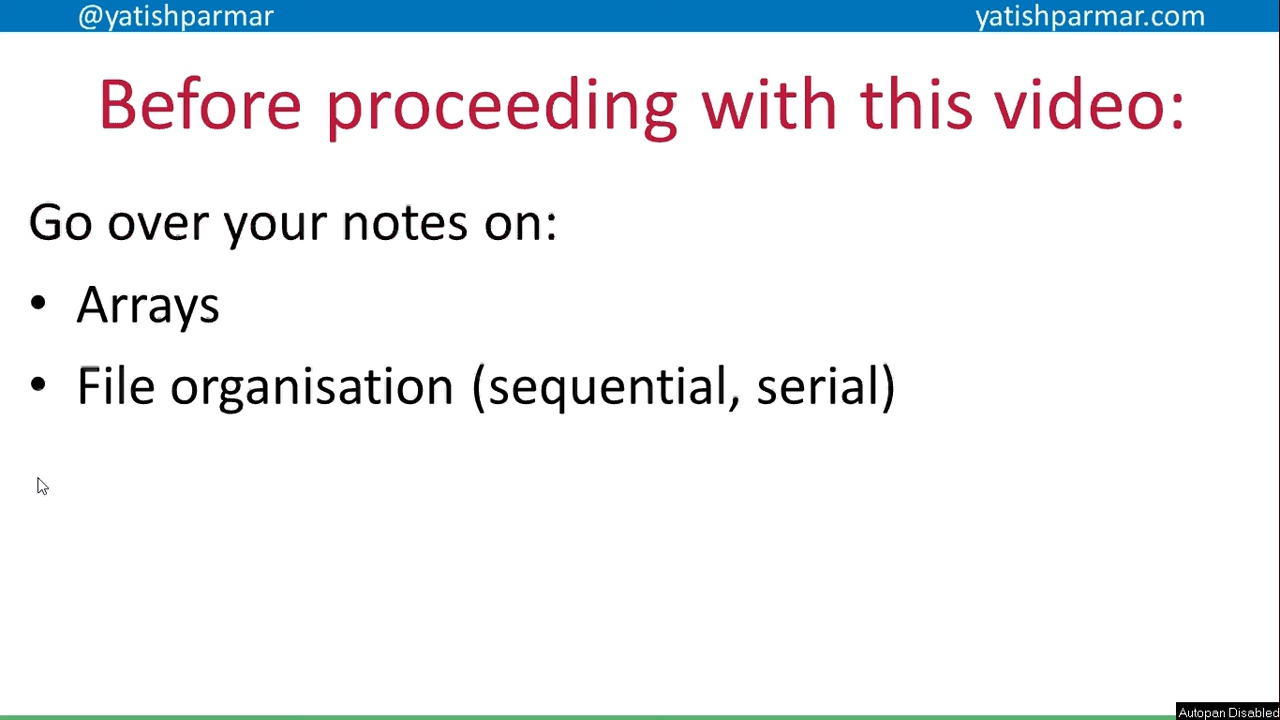 @yatishparmar
yatishparmar.com
Before proceeding with this video:
Go over your notes on:
• Arrays
• File organisation (sequential, serial)
Autopan Disabled